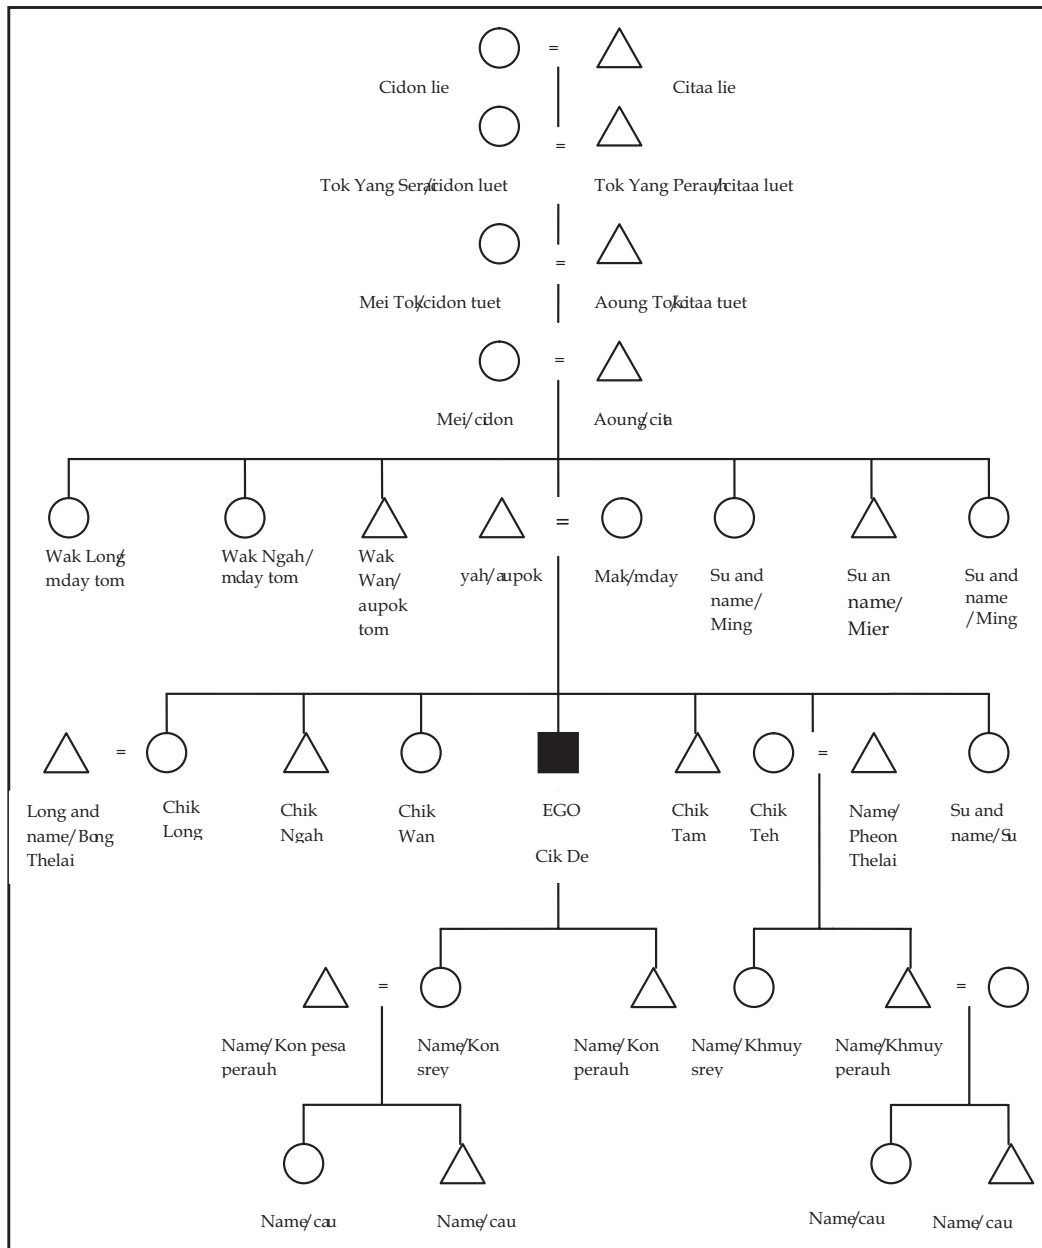 =
Cidon lie
Citaa lie
=
Tok Yang Serai/cidon luet
Tok Yang Perauh/citaa luet
=
Mei Tok/cidon tuet
Aoung Tok/citaa tuet
=
Mei/cidon
Aoung/cita
=
Wak Long/
mday tom
Wak Ngah/
mday tom
Wak
Wan/
aupok
tom
yah/aupok
Mak/mday
Su and
name/
Ming
Su an
name/
Mier
Su and
name
/Ming
=
=
Long and
name/Bong
Thelai
Chik
Long
Chik
Ngah
Chik
Wan
EGO
Cik De
Chik
Tam
Chik
Teh
Name/
Pheon
Thelai
Su and
name/Su
=
=
Name/Kon pesa
perauh
Name/Kon
srey
Name/Kon
perauh
Name/Khmuy
srey
Name/Khmuy
perauh
Name/cau
Name/cau
Name/cau
Name/cau